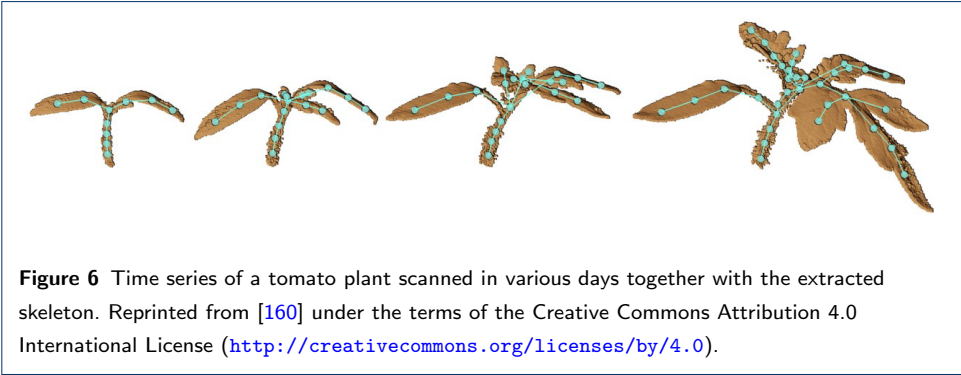 Figure 6 Time series of a tomato plant scanned in various days together with the extracted
skeleton. Reprinted from [160] under the terms of the Creative Commons Attribution 4.0
International License (http://creativecommons.org/licenses/by/4.0).